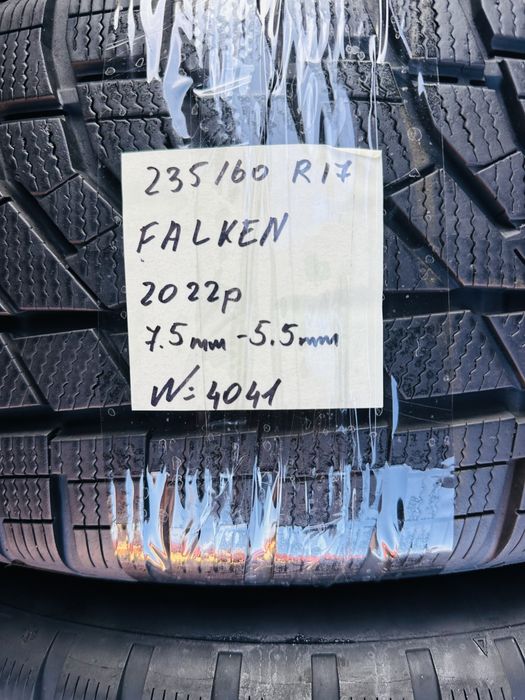 235/60 R17
FALKEN
2022р
7.5mm-5.5mm
N=4041